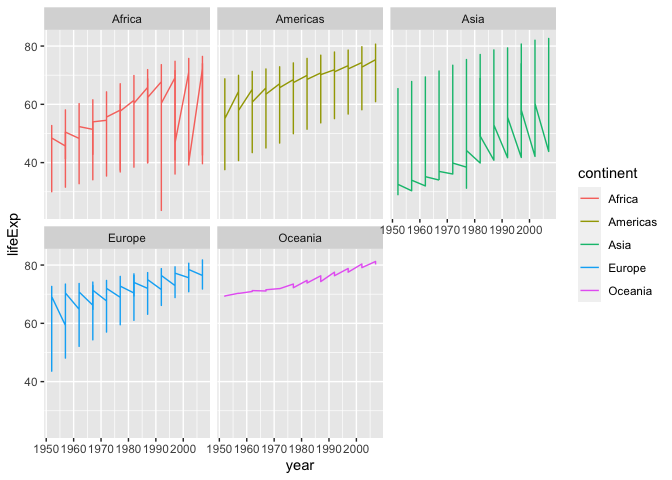 Africa Americas Asia
80
60
40
1950 1960 1970 1980 1990 2000
Europe Oceania
80
60
40
1950 1960 1970 1980 1990 2000 1950 1960 1970 1980 1990 2000
year
lifeExp
continent
Africa
Americas
Asia
Europe
Oceania